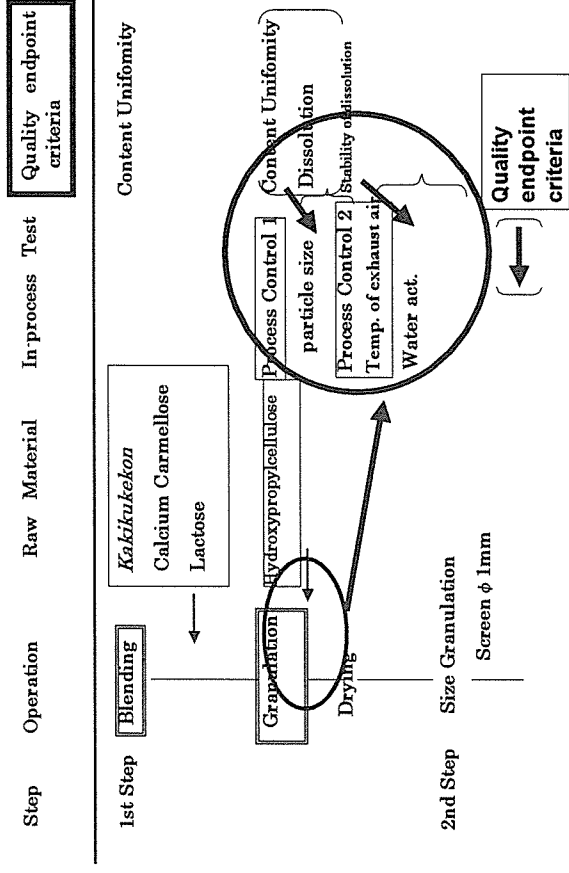 Step Operation Raw Material In-process Test Quality endpoint
criteria
1st Step Blending
Kakikukekon
Calcium Carmellose
Lactose
Content Uniformity
Granulation
Hydroxypropylcellulose
Process Control 1
particle size
Content Uniformity
Dissolution
Stability of dissolution
Drying
Process Control 2
Temp. of exhaust air
Water act.
2nd Step Size Granulation
Screen ϕ 1mm
Quality
endpoint
criteria